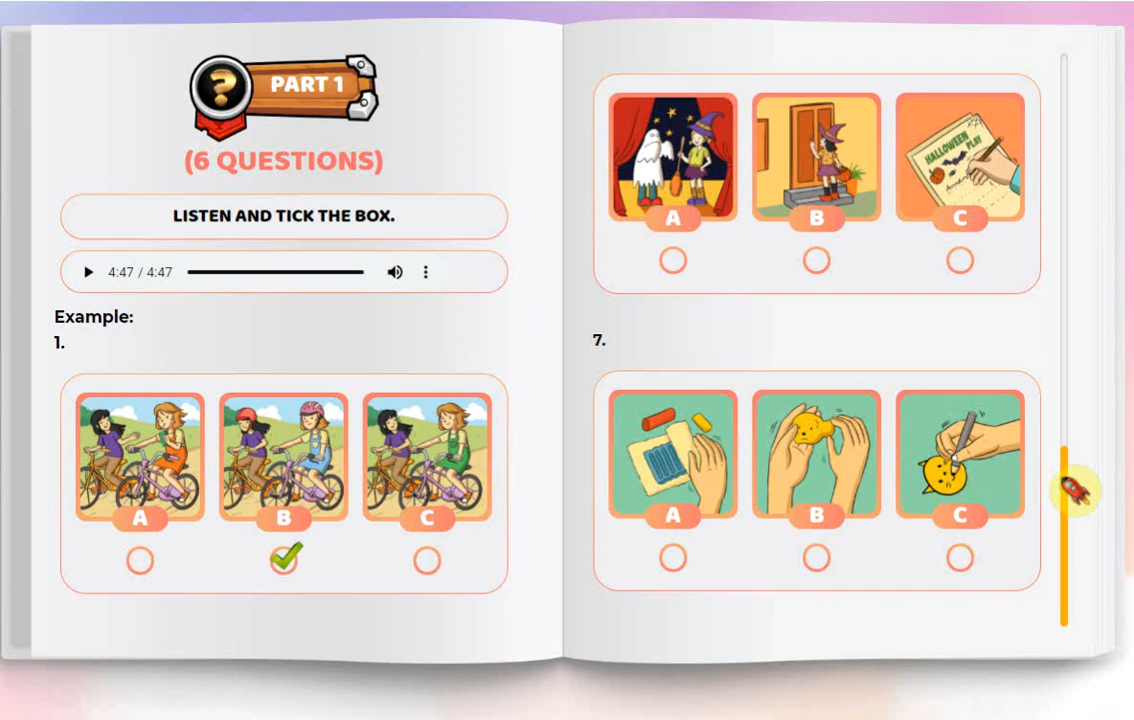 PART 1
(6 QUESTIONS)
LISTEN AND TICK THE BOX.
4:47 / 4:47
Example:
1.
A B C
HALLOWEEN
PLAY
A B C
7.
A B C